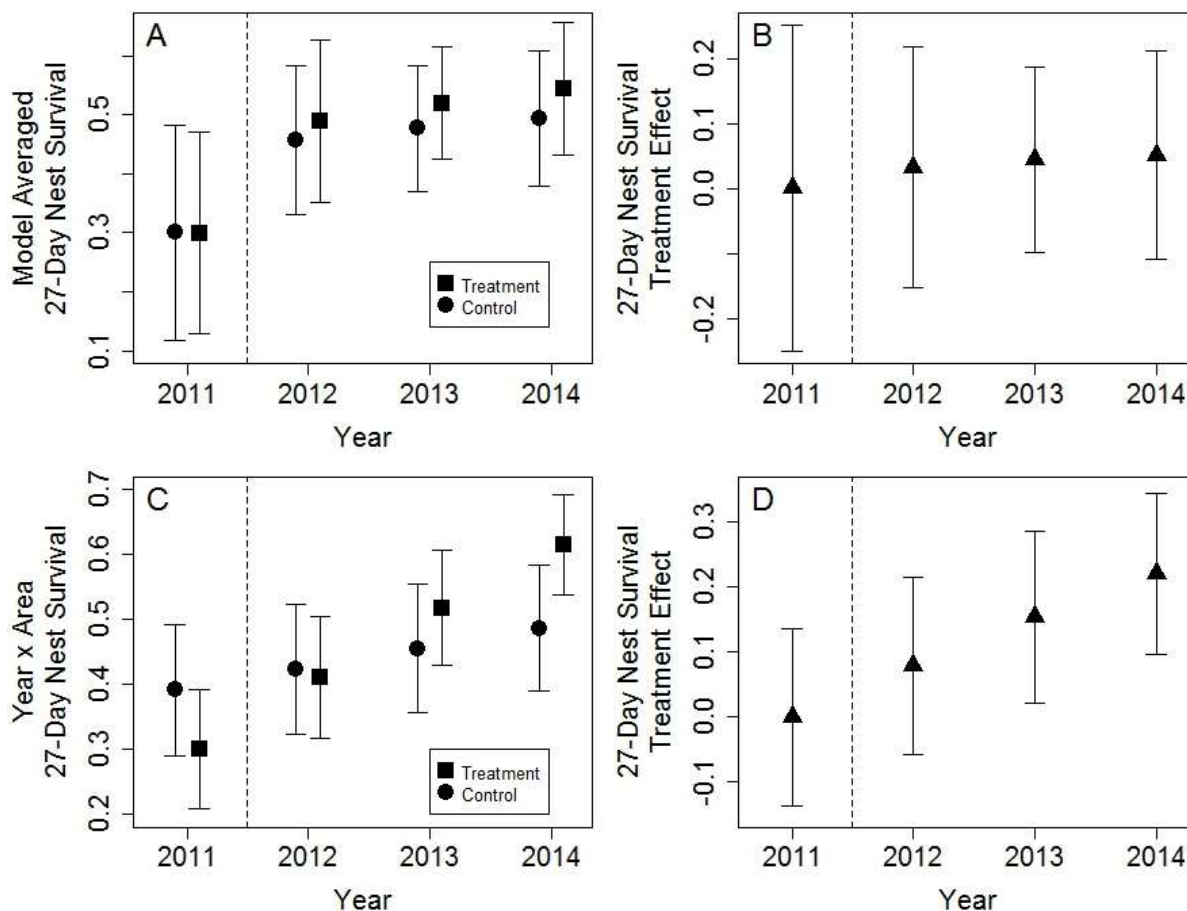 A
Model Averaged
27-Day Nest Survival
0.5
0.3
0.1
Treatment
Control
2011
2012
2013
2014
Year
B
27-Day Nest Survival
Treatment Effect
0.2
0.1
0.0
-0.2
2011
2012
2013
2014
Year
C
Year x Area
27-Day Nest Survival
0.7
0.6
0.5
0.4
0.3
0.2
Treatment
Control
2011
2012
2013
2014
Year
D
27-Day Nest Survival
Treatment Effect
0.3
0.2
0.1
0.0
-0.1
2011
2012
2013
2014
Year